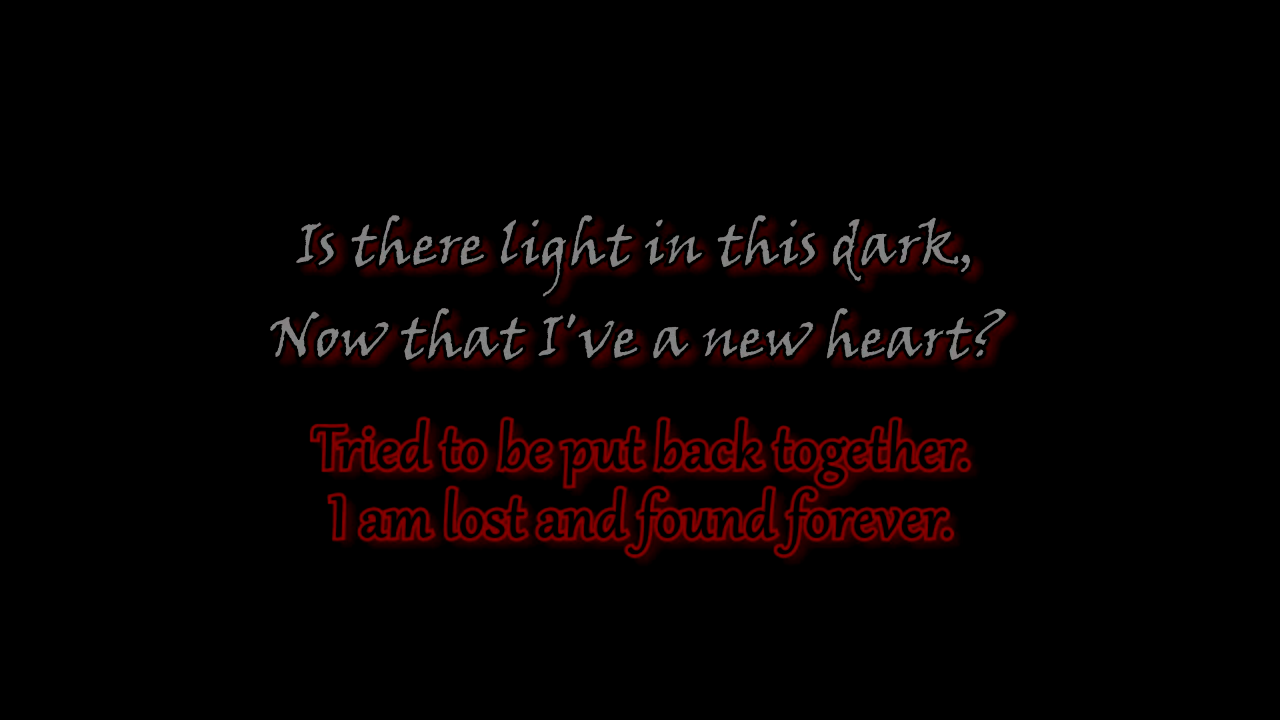 Is there light in this dark,
Now that I've a new heart?
Tried to be put back together.
I am lost and found forever.